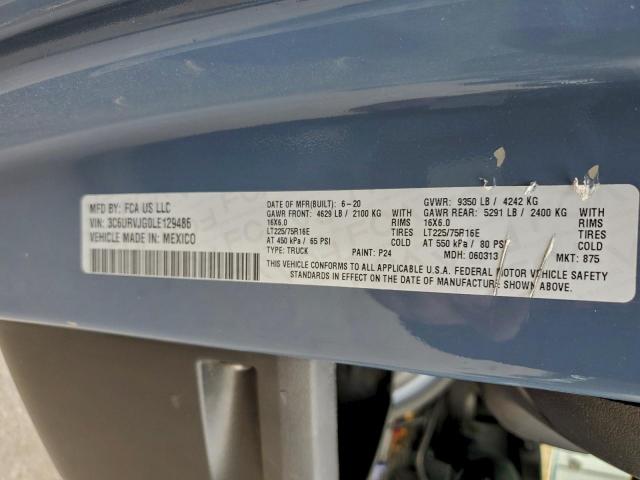 MFD BY: FCA US LLC
VIN: 3C6URVJG0LE129486
VEHICLE MADE IN: MEXICO
DATE OF MFR(BUILT): 6-20
GAWR FRONT: 4629 LB / 2100 KG
16X6.0 WITH RIMS
LT225/75R16E TIRES
AT 450 kPa / 65 PSI COLD
TYPE: TRUCK PAINT: P24
GVWR: 9350 LB / 4242 KG
GAWR REAR: 5291 LB / 2400 KG
16X6.0 WITH RIMS
LT225/75R16E TIRES
AT 550 kPa / 80 PSI COLD
MDH: 060313 MKT: 875
THIS VEHICLE CONFORMS TO ALL APPLICABLE U.S.A. FEDERAL MOTOR VEHICLE SAFETY
STANDARDS IN EFFECT ON THE DATE OF MANUFACTURE SHOWN ABOVE.